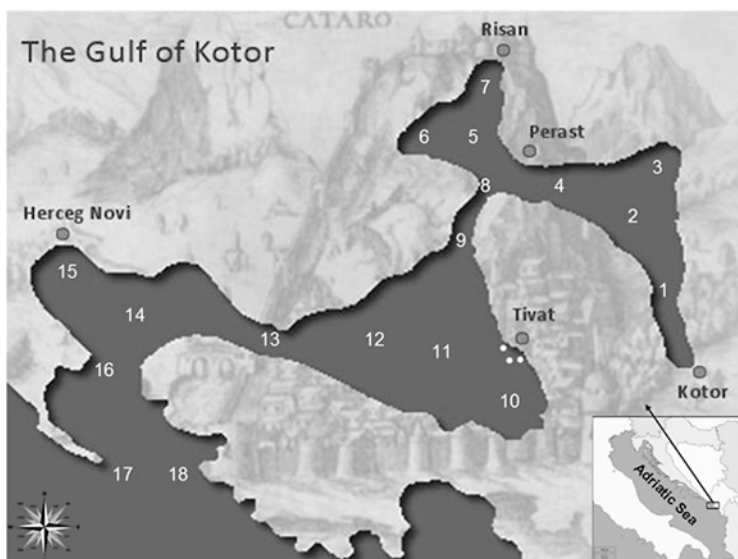 CATARO
The Gulf of Kotor
Risan
7
6 5
Perast
3
8 4
2
Herceg Novi
9
15
1
14
Tivat
13 12 11
16
Kotor
10
17 18
Adriatic Sea